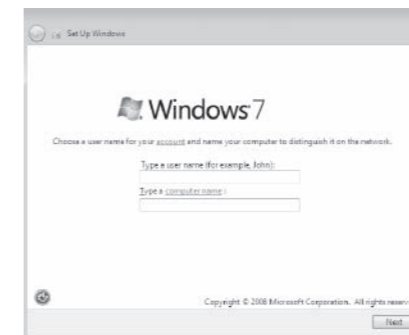 Set Up Windows
Windows 7
Choose a user name for your account and name your computer to distinguish it on the network.
Type a user name (for example, John):
Type a computer name:
Copyright © 2008 Microsoft Corporation. All rights
Next